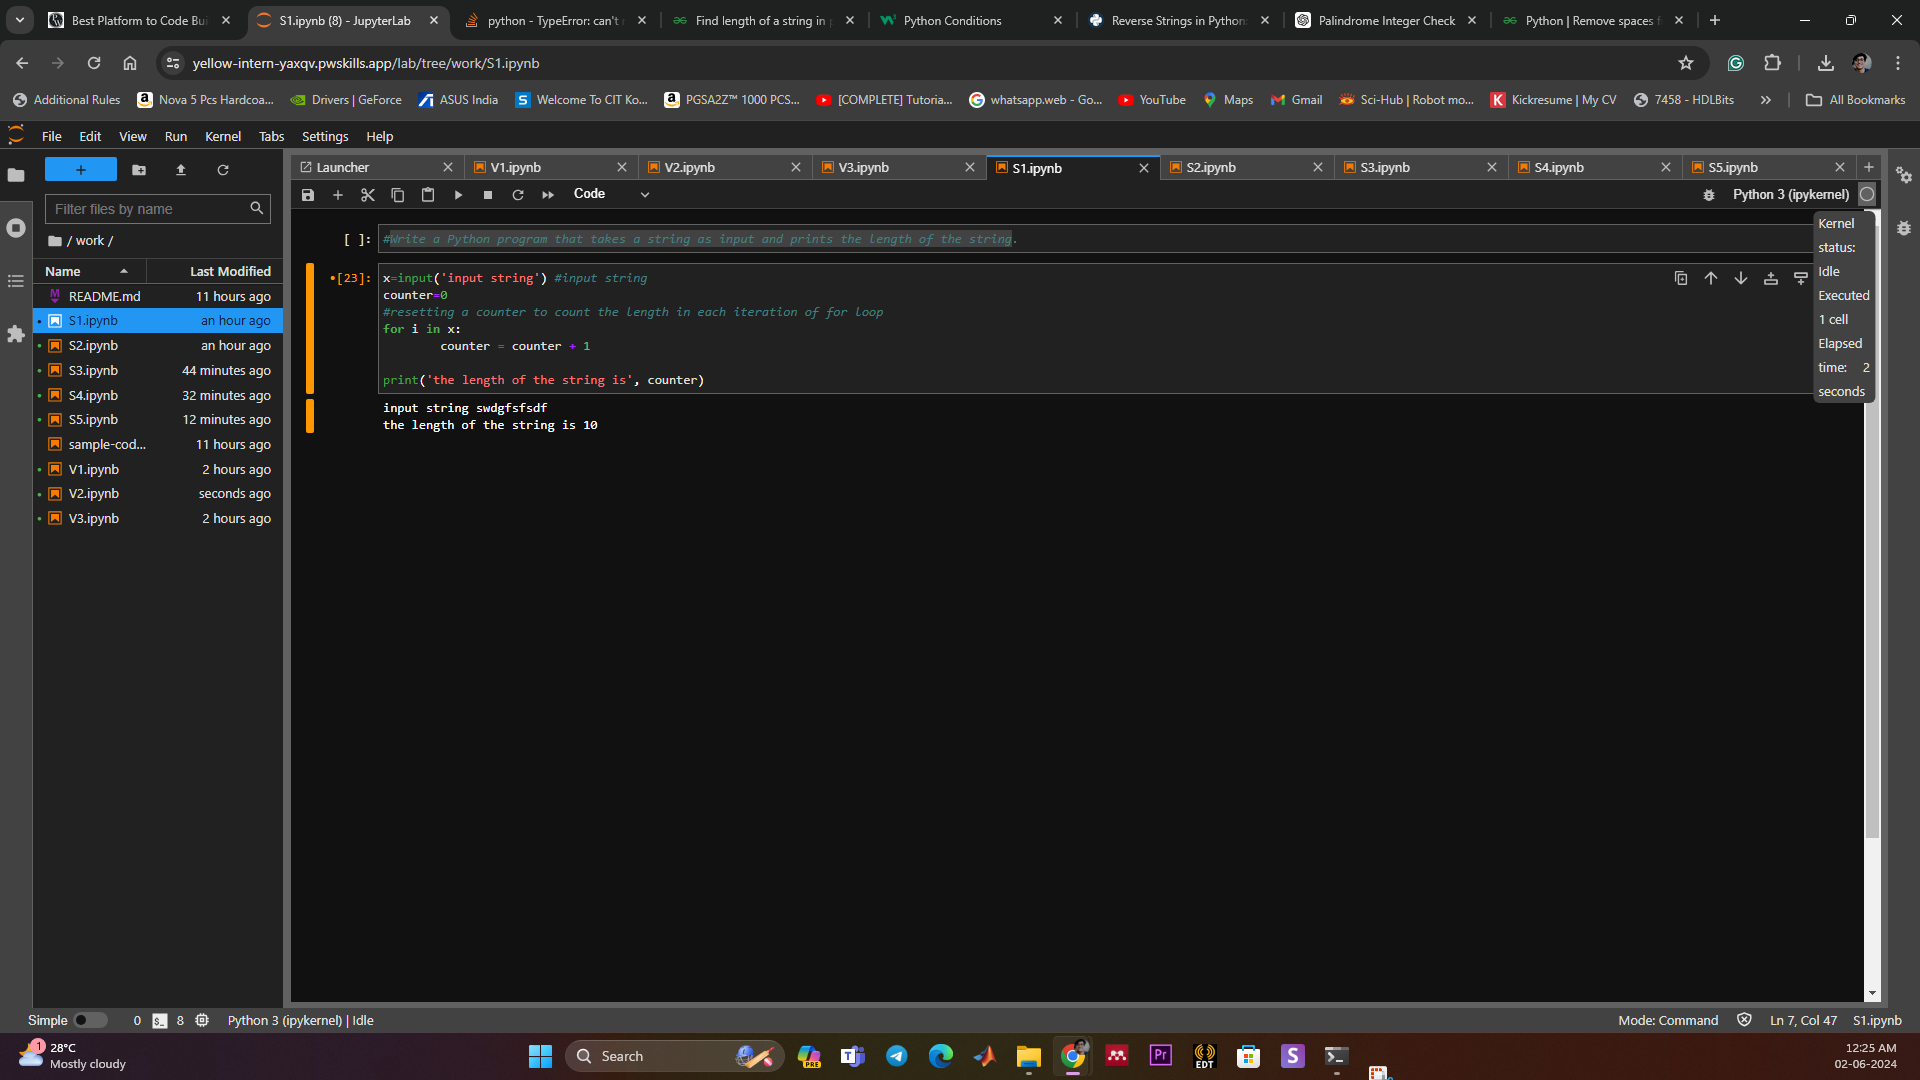 Best Platform to Code Bui
S1.ipynb (8) - JupyterLab
python - TypeError: can't r
Find length of a string in p
Python Conditions
Reverse Strings in Python:
Palindrome Integer Check
Python | Remove spaces f
yellow-intern-yaxqv.pwskills.app/lab/tree/work/S1.ipynb
Additional Rules
Nova 5 Pcs Hardcoa...
Drivers | GeForce
ASUS India
Welcome To CIT Ko...
PGSA2Z™ 1000 PCS...
[COMPLETE] Tutoria...
whatsapp.web - Go...
YouTube
Maps
Gmail
Sci-Hub | Robot mo...
Kickresume | My CV
7458 - HDLBits
All Bookmarks
File Edit View Run Kernel Tabs Settings Help
Launcher
V1.ipynb
V2.ipynb
V3.ipynb
S1.ipynb
S2.ipynb
S3.ipynb
S4.ipynb
S5.ipynb
Code
Python 3 (ipykernel)
Filter files by name
/ work /
Name Last Modified
README.md 11 hours ago
S1.ipynb an hour ago
S2.ipynb an hour ago
S3.ipynb 44 minutes ago
S4.ipynb 32 minutes ago
S5.ipynb 12 minutes ago
sample-cod... 11 hours ago
V1.ipynb 2 hours ago
V2.ipynb seconds ago
V3.ipynb 2 hours ago
[ ]: #Write a Python program that takes a string as input and prints the length of the string.
[23]: x=input('input string') #input string
counter=0
#resetting a counter to count the length in each iteration of for loop
for i in x:
counter = counter + 1
print('the length of the string is', counter)
input string swdgfsfsdf
the length of the string is 10
Kernel
status:
Idle
Executed
1 cell
Elapsed
time: 2
seconds
Simple 0 8 Python 3 (ipykernel) | Idle
Mode: Command Ln 7, Col 47 S1.ipynb
1
28°C
Mostly cloudy
Search
PRE
Pr
EDT
S
12:25 AM
02-06-2024